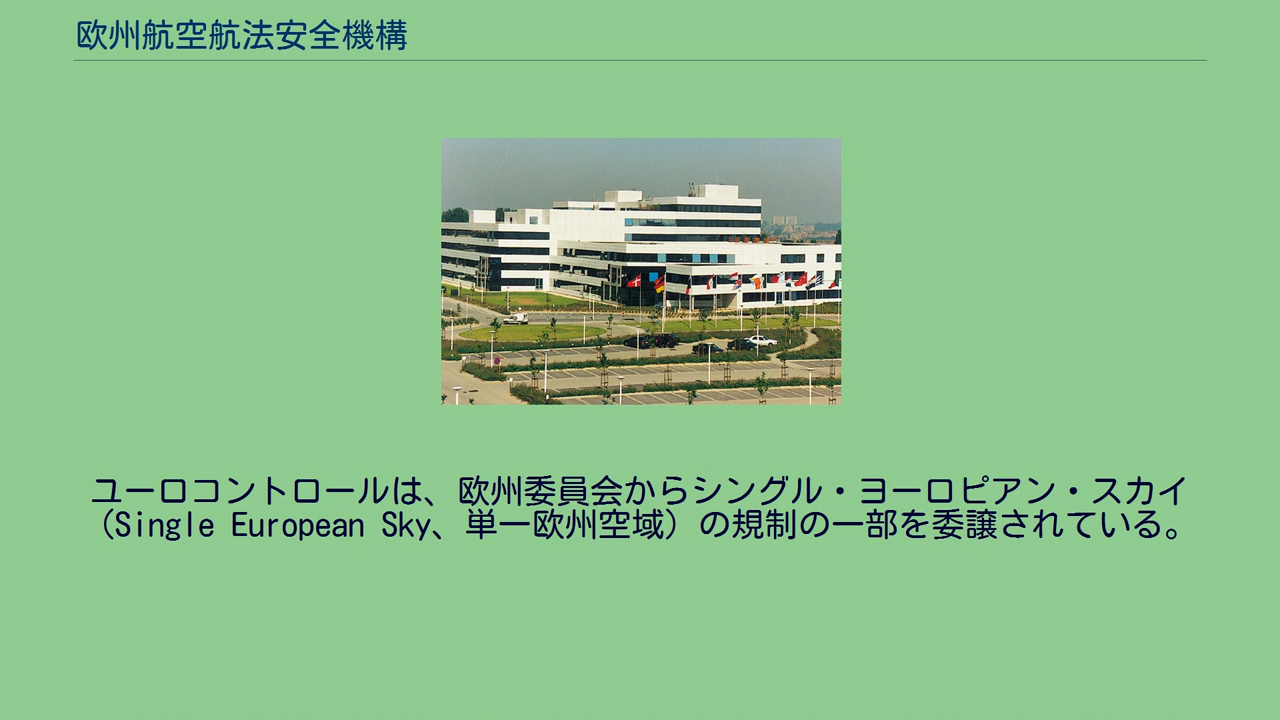 欧州航空航法安全機構
ユーロコントロールは、欧州委員会からシングル・ヨーロピアン・スカイ
（Single European Sky、単一欧州空域）の規制の一部を委譲されている。